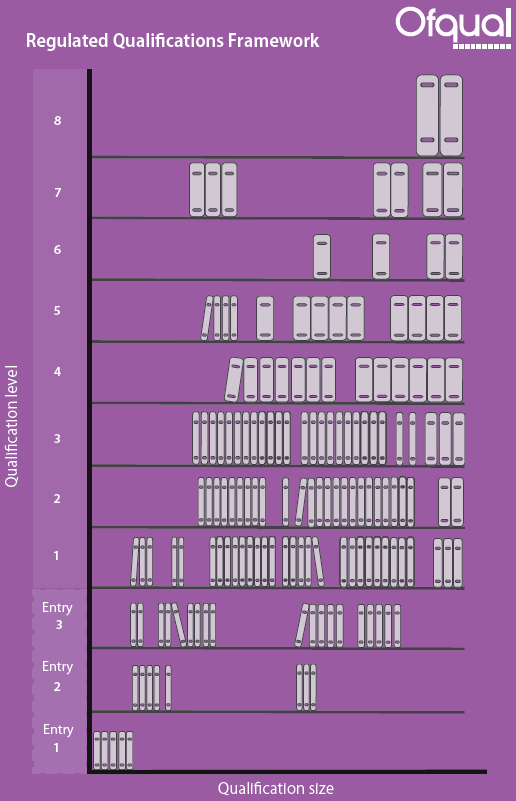 Ofqual
Regulated Qualifications Framework
8
7
6
5
4
3
2
1
Entry
3
Entry
2
Entry
1
Qualification level
Qualification size